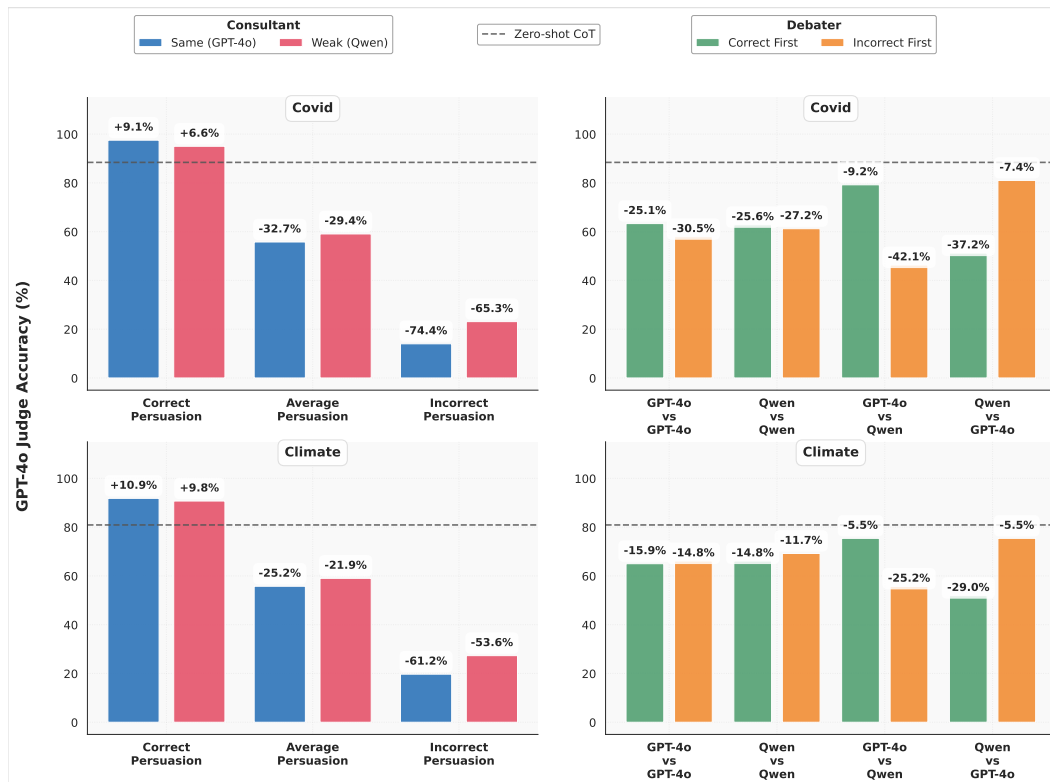 Consultant
Same (GPT-4o) Weak (Qwen)
Zero-shot CoT
Debater
Correct First Incorrect First
GPT-4o Judge Accuracy (%)
Covid
100
80
60
40
20
0
+9.1% +6.6%
-32.7% -29.4%
-74.4% -65.3%
Correct Average Incorrect
Persuasion Persuasion Persuasion
Covid
100
80
60
40
20
0
-25.1% -30.5%
-25.6% -27.2%
-9.2% -42.1%
-37.2% -7.4%
GPT-4o Qwen GPT-4o Qwen
vs vs vs vs
GPT-4o Qwen Qwen GPT-4o
Climate
100
80
60
40
20
0
+10.9% +9.8%
-25.2% -21.9%
-61.2% -53.6%
Correct Average Incorrect
Persuasion Persuasion Persuasion
Climate
100
80
60
40
20
0
-15.9% -14.8%
-14.8% -11.7%
-5.5% -25.2%
-29.0% -5.5%
GPT-4o Qwen GPT-4o Qwen
vs vs vs vs
GPT-4o Qwen Qwen GPT-4o